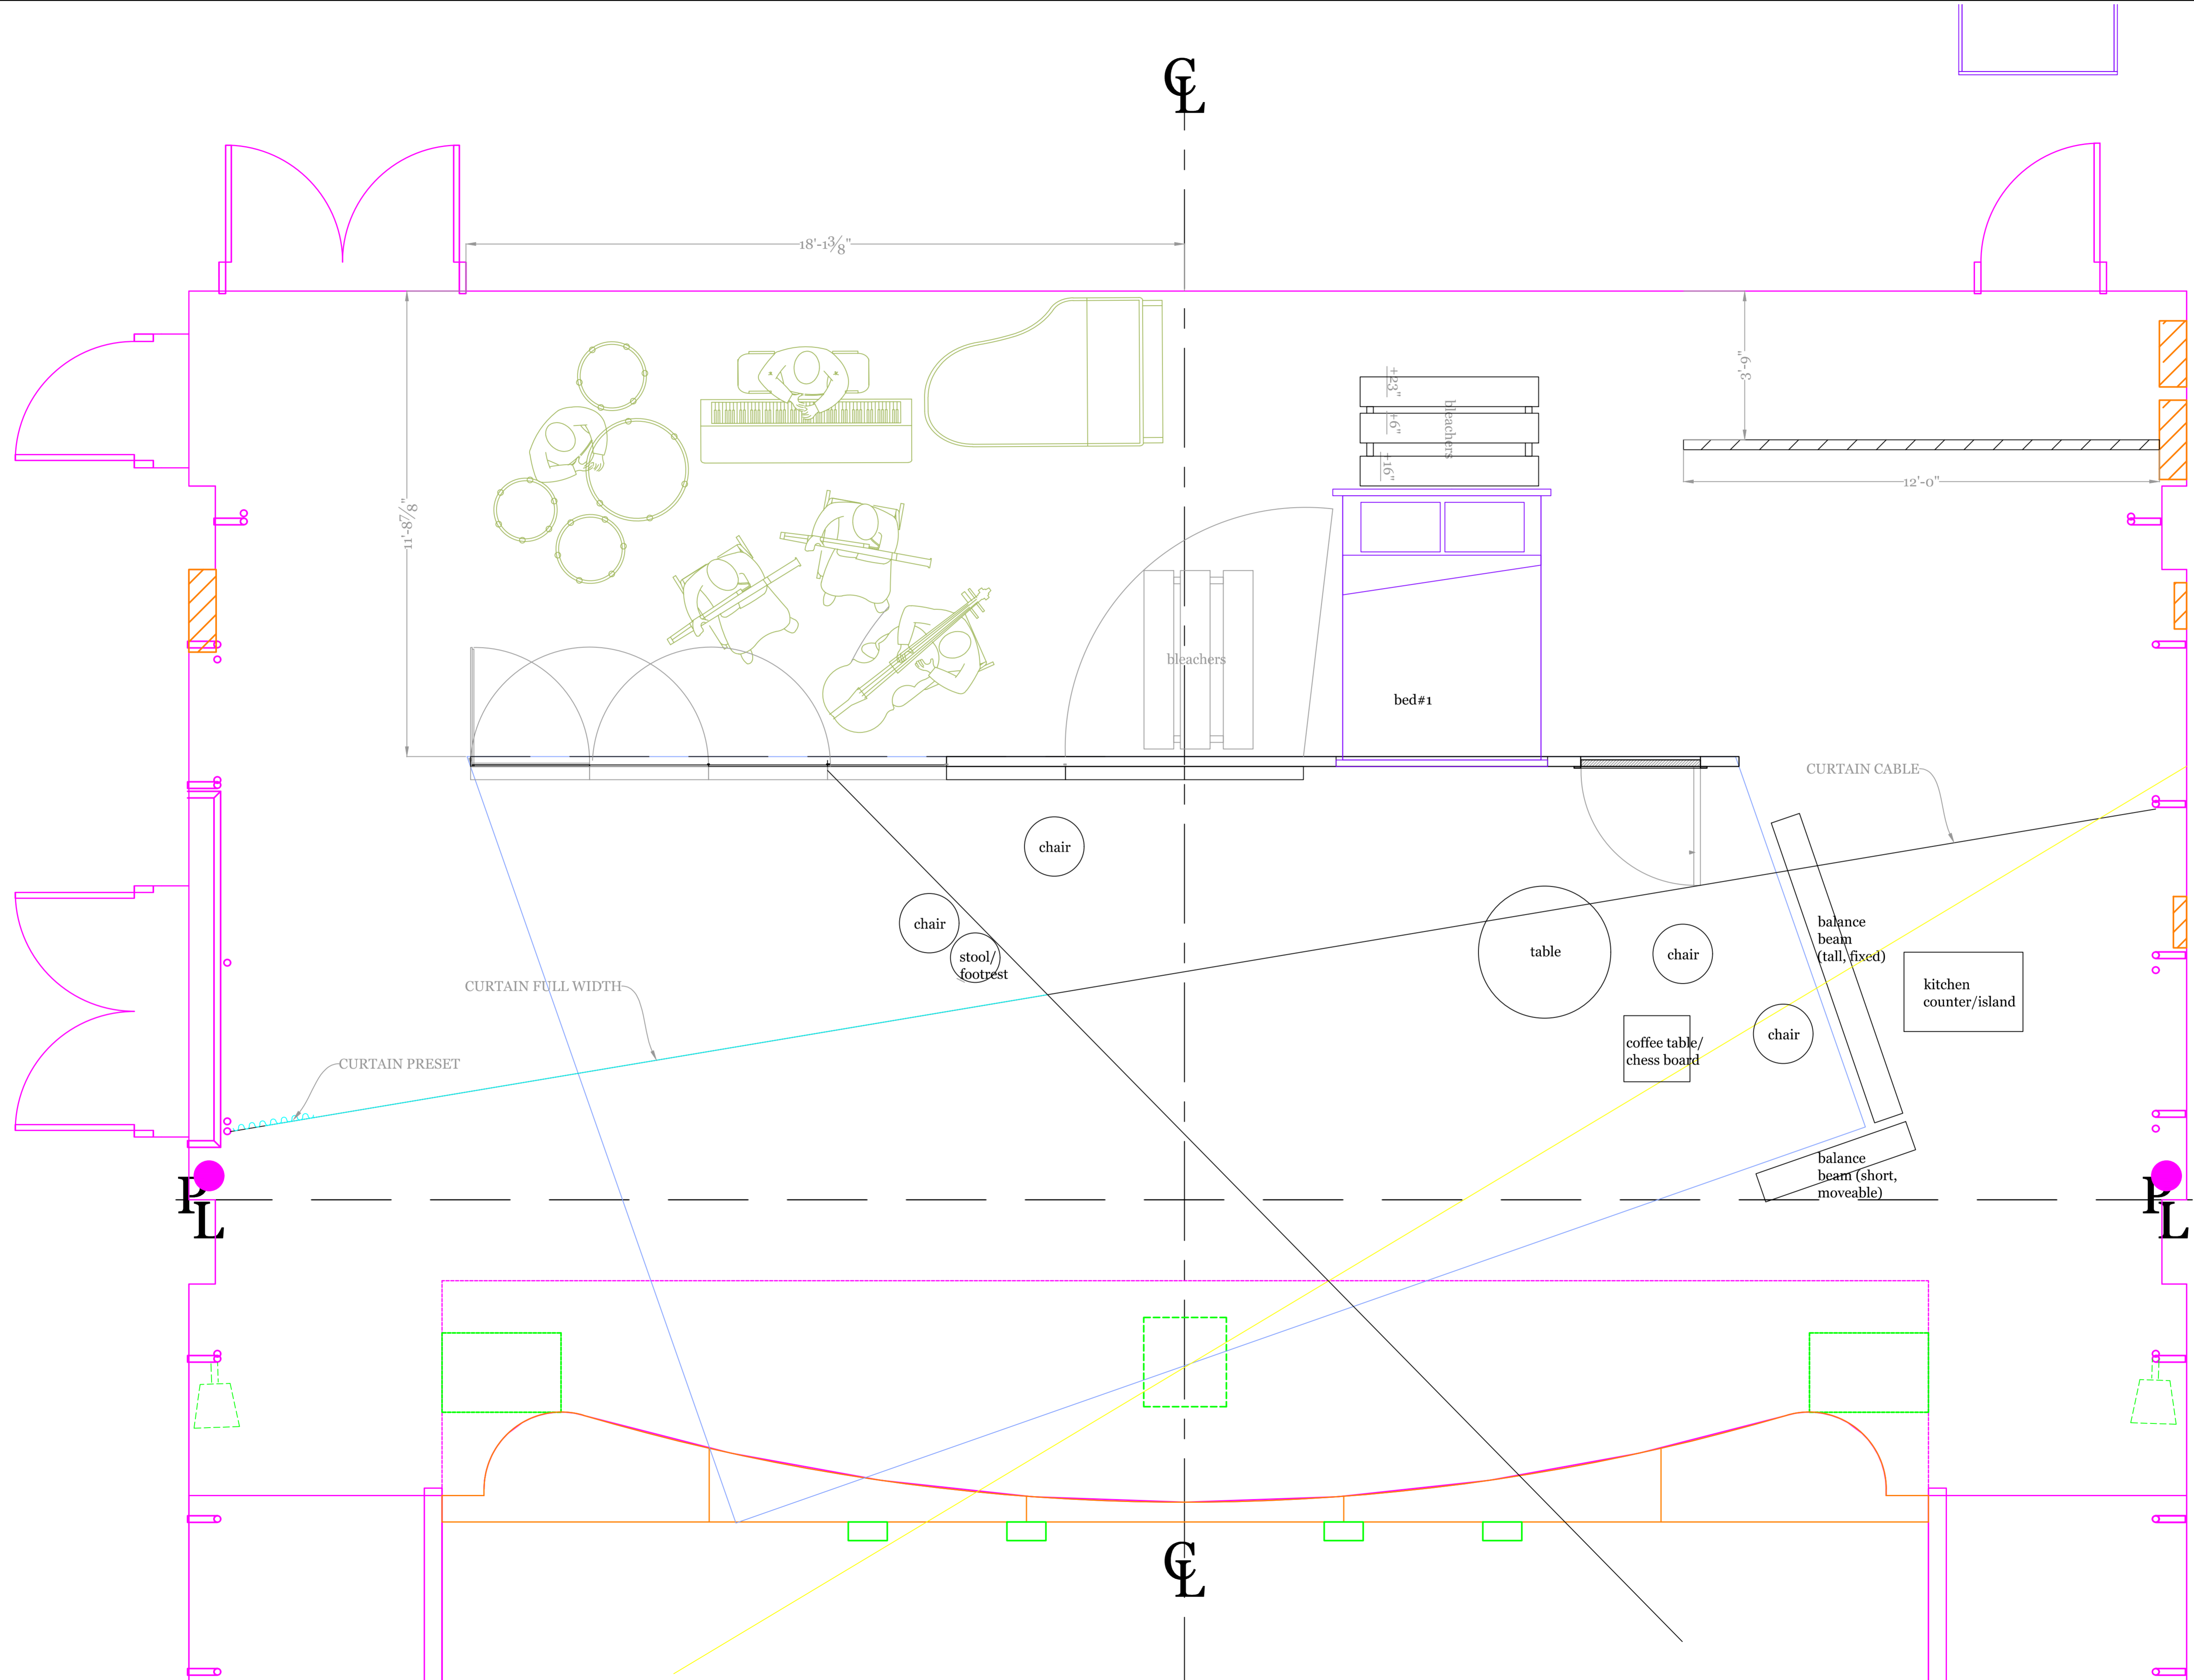 ℄
18'-1 3/8"
+23"
+6"
+16"
bleachers
3'-9"
12'-0"
11'-8 7/8"
bleachers
bed#1
CURTAIN CABLE
chair
chair
stool/
footrest
table
chair
balance
beam
(tall, fixed)
kitchen
counter/island
CURTAIN FULL WIDTH
chair
coffee table/
chess board
CURTAIN PRESET
PL
PL
balance
beam (short,
moveable)
℄